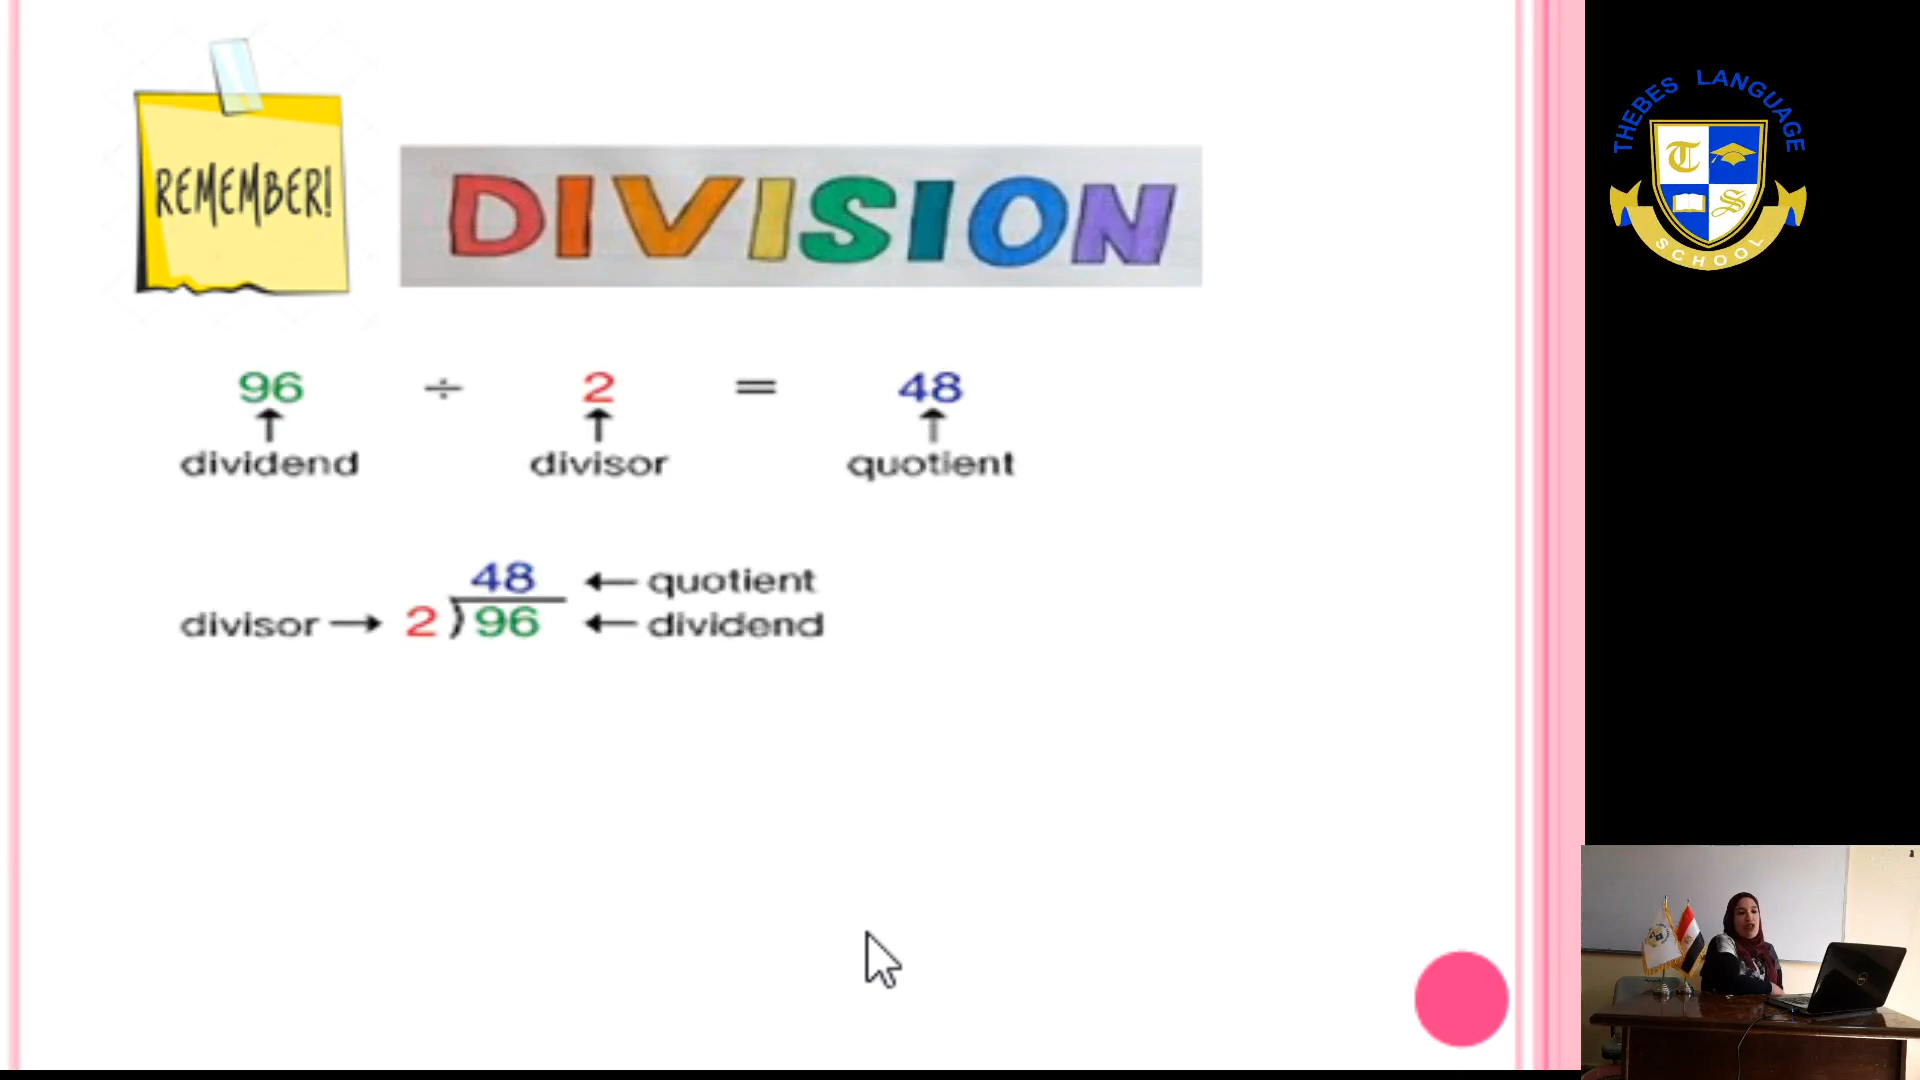 REMEMBER!
DIVISION
96 ÷ 2 = 48
dividend divisor quotient
48 ← quotient
divisor → 2)96 ← dividend
THEBES LANGUAGE
T
S
SCHOOL